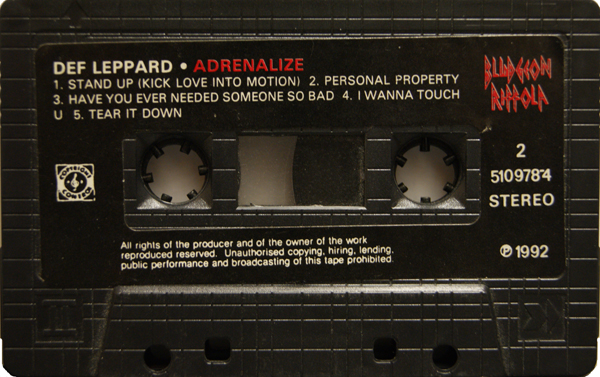 DEF LEPPARD • ADRENALIZE
1. STAND UP (KICK LOVE INTO MOTION) 2. PERSONAL PROPERTY
3. HAVE YOU EVER NEEDED SOMEONE SO BAD 4. I WANNA TOUCH
U 5. TEAR IT DOWN
BLUDGEON
RIFFOLA
2
510978-4
STEREO
All rights of the producer and of the owner of the work
reproduced reserved. Unauthorised copying, hiring, lending,
public performance and broadcasting of this tape prohibited.
℗ 1992